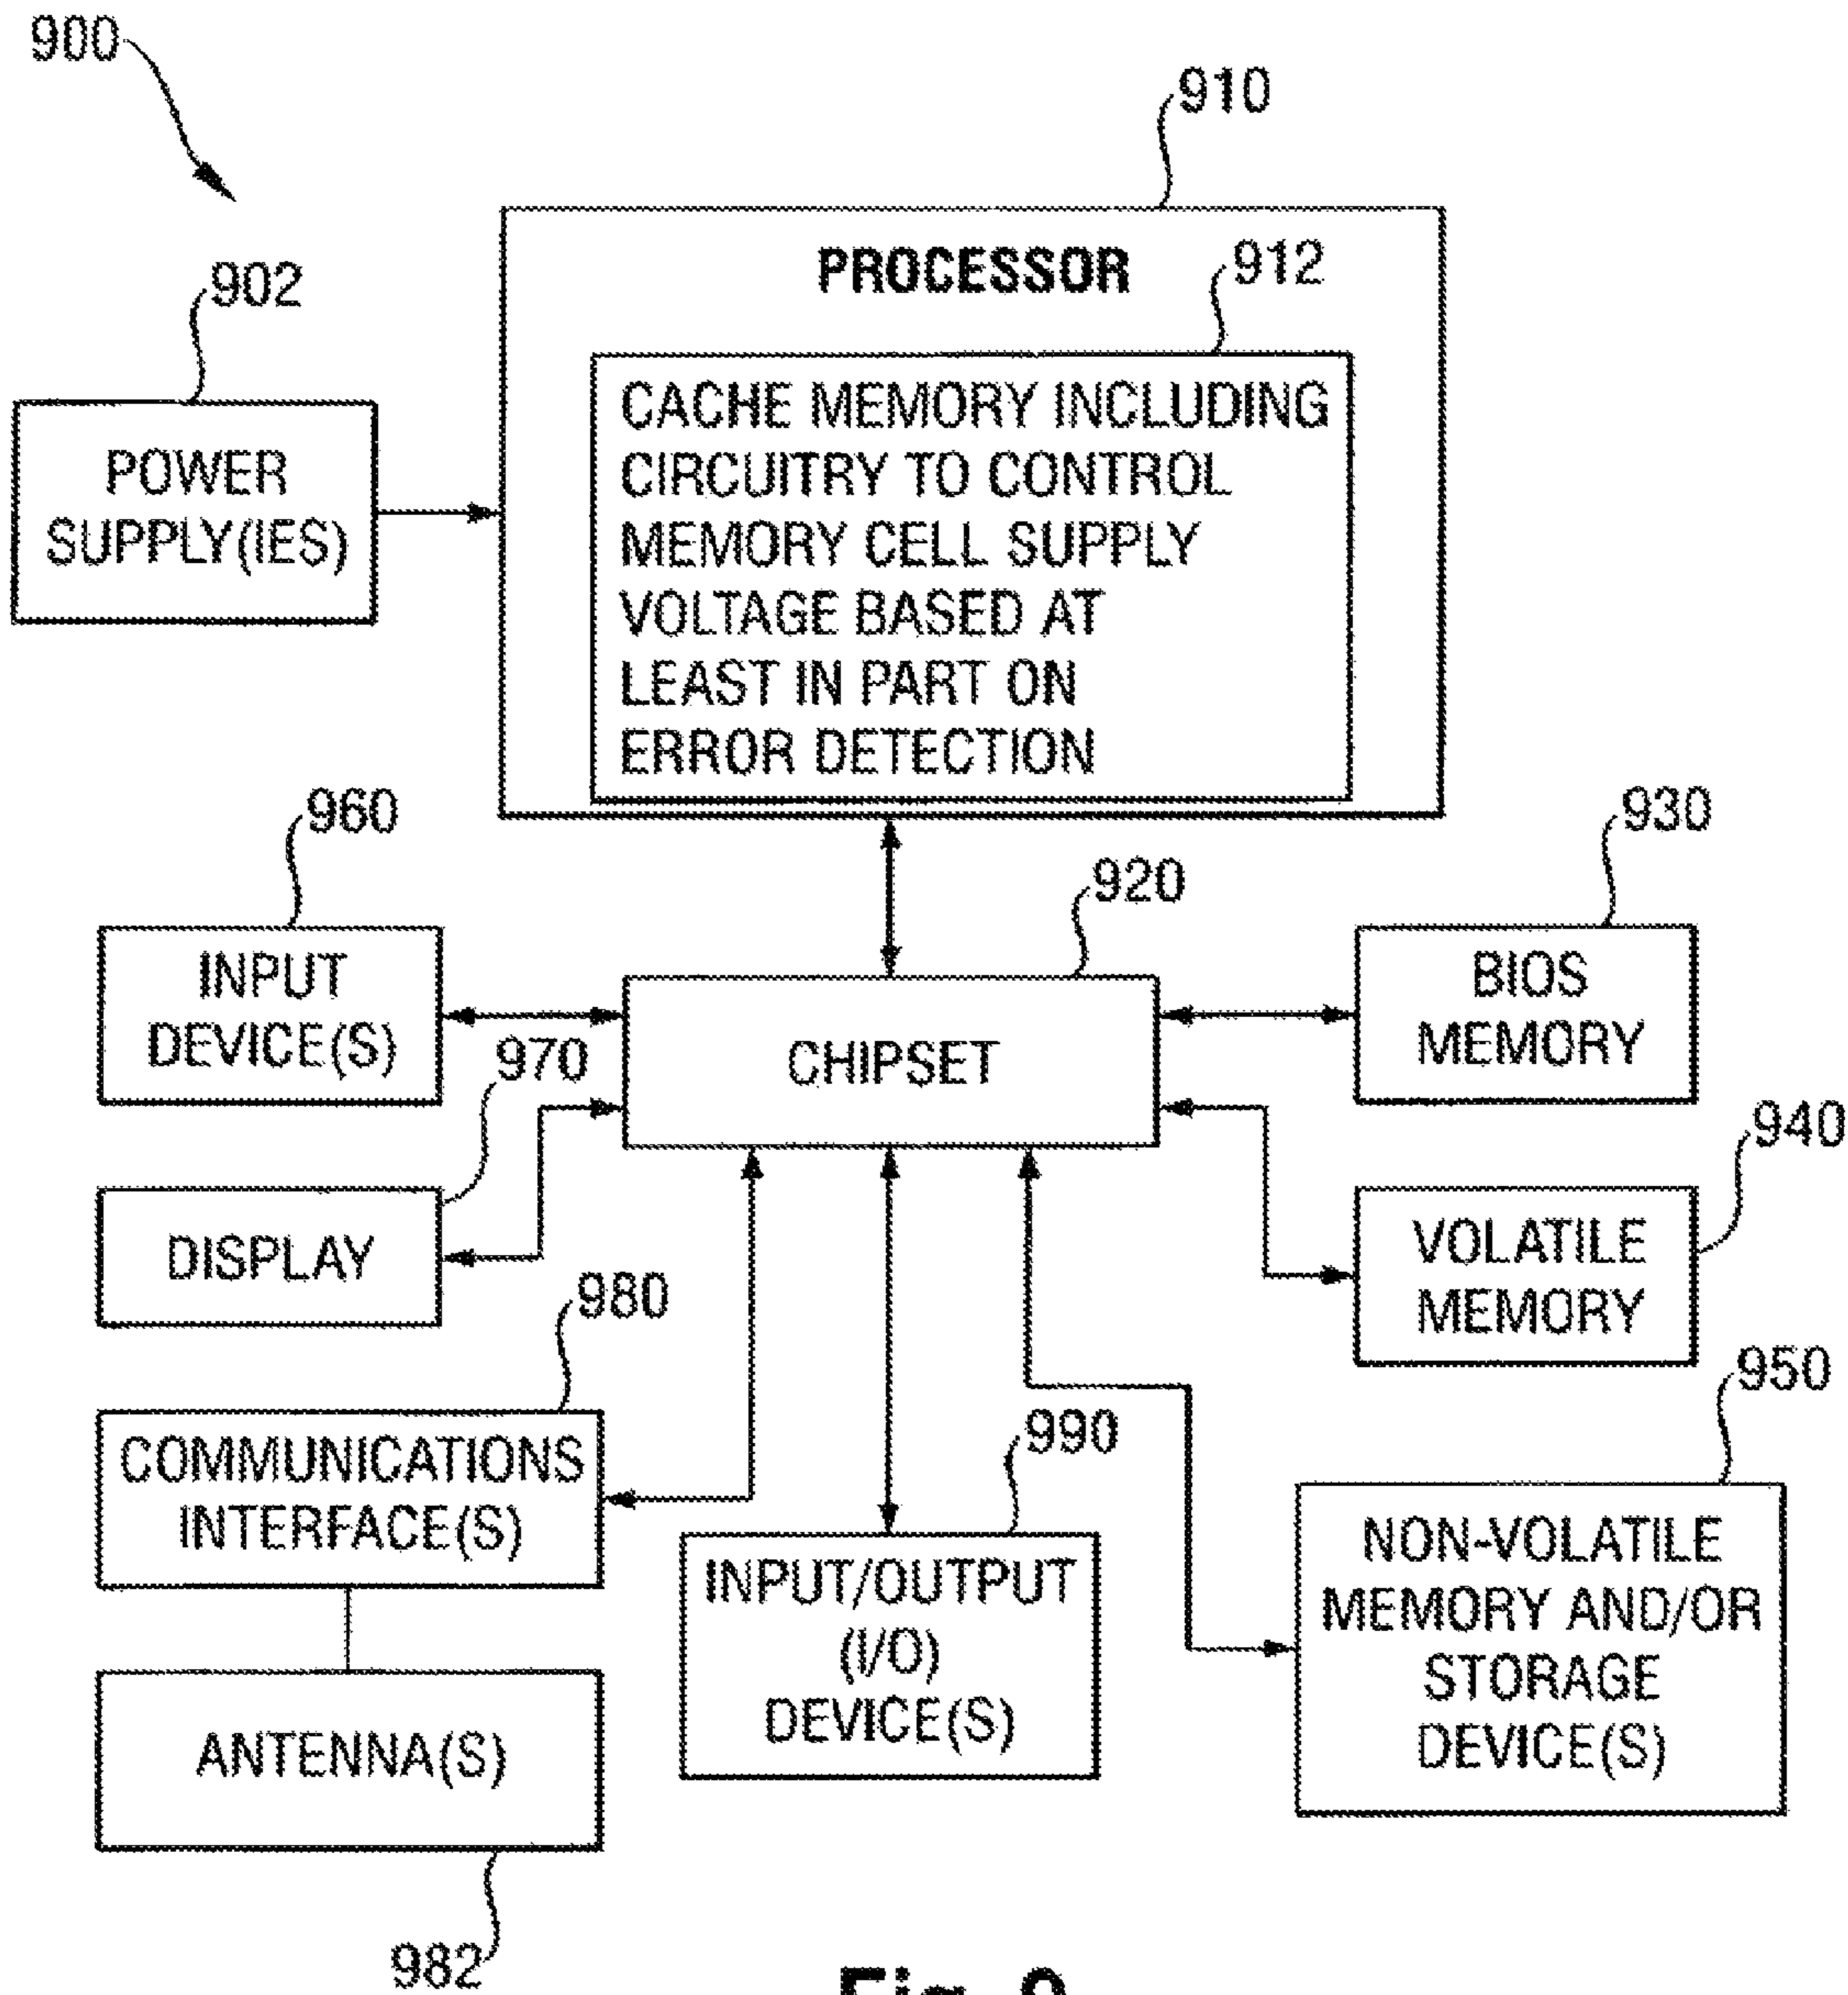 900
910
PROCESSOR
912
902
CACHE MEMORY INCLUDING
CIRCUITRY TO CONTROL
MEMORY CELL SUPPLY
VOLTAGE BASED AT
LEAST IN PART ON
ERROR DETECTION
POWER
SUPPLY(IES)
960
930
920
INPUT
DEVICE(S)
BIOS
MEMORY
CHIPSET
970
940
DISPLAY
VOLATILE
MEMORY
980
950
990
COMMUNICATIONS
INTERFACE(S)
INPUT/OUTPUT
(I/O)
DEVICE(S)
NON-VOLATILE
MEMORY AND/OR
STORAGE
DEVICE(S)
ANTENNA(S)
982